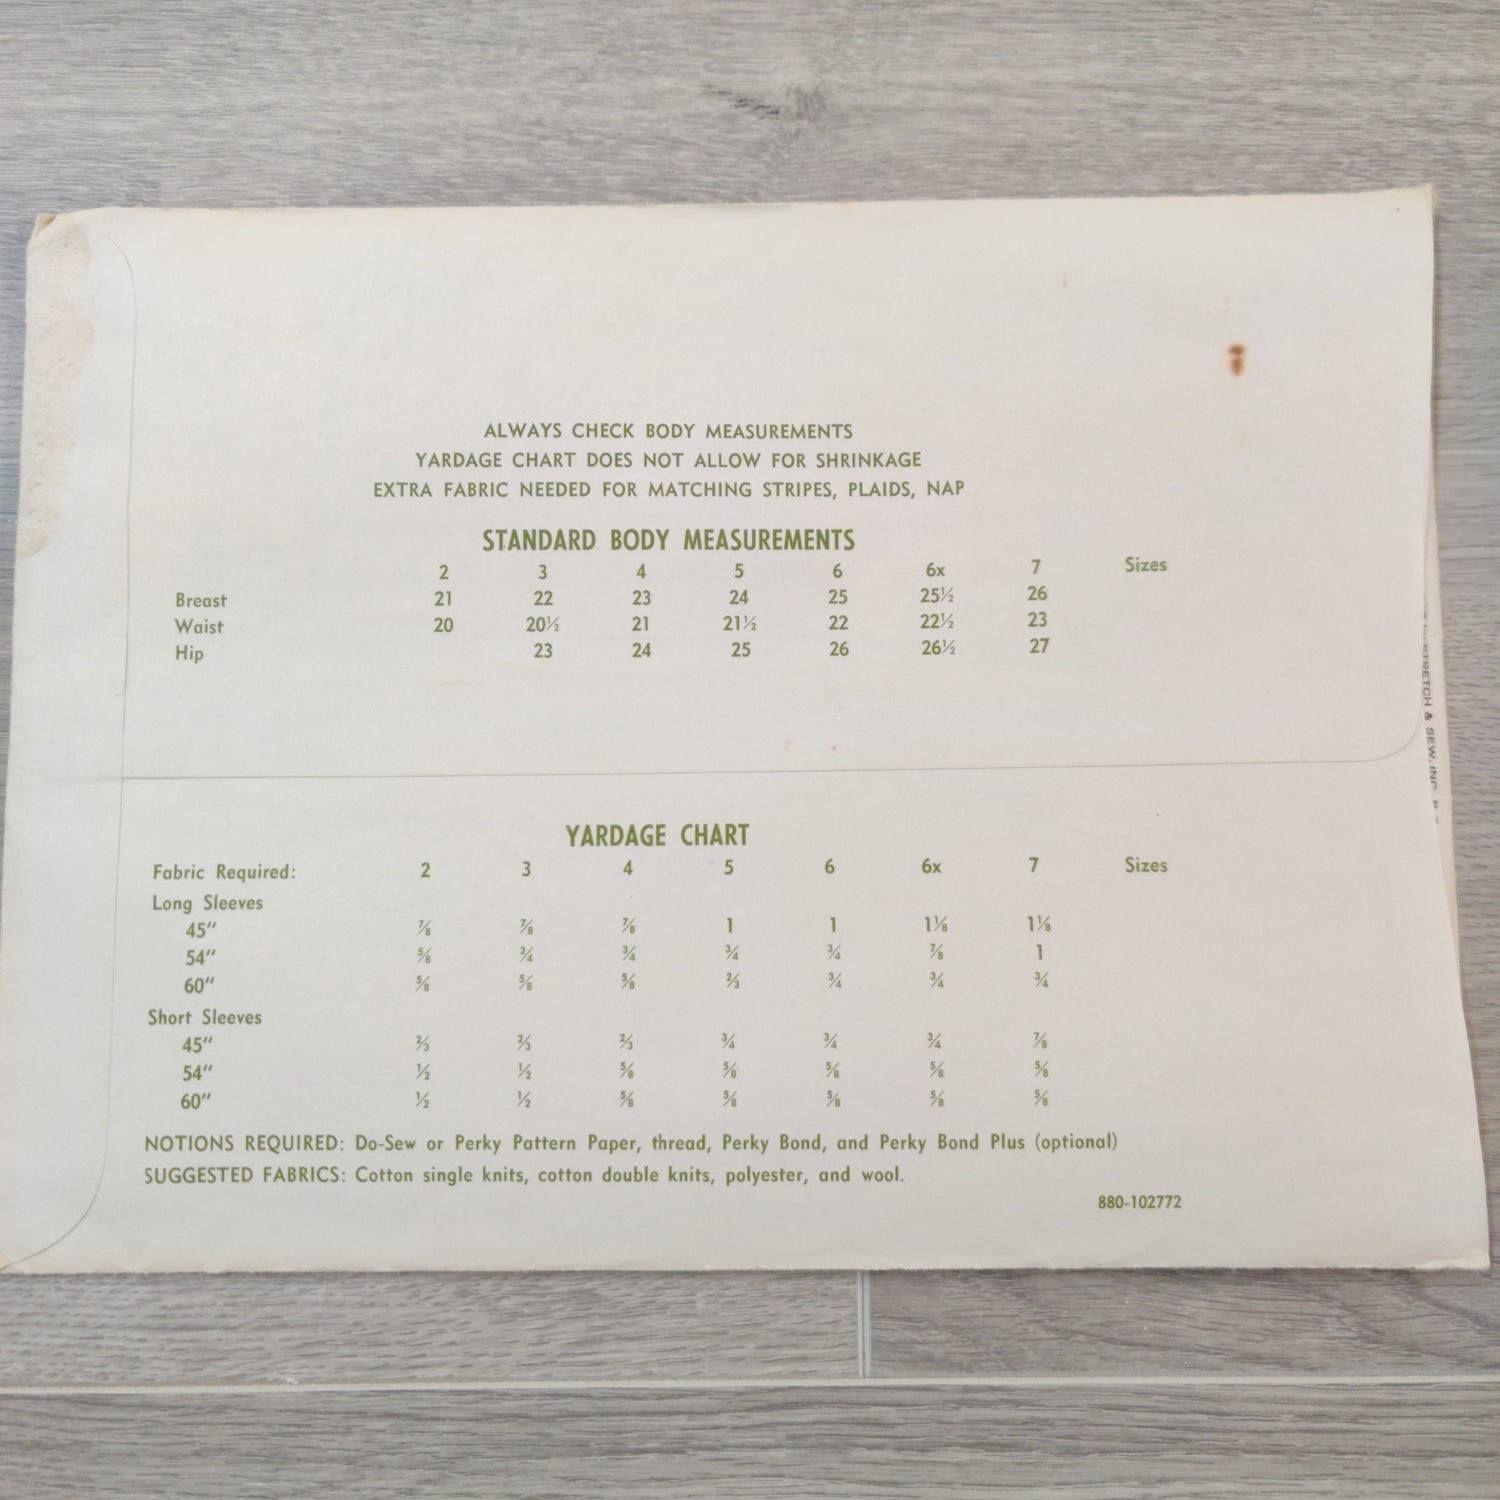 ALWAYS CHECK BODY MEASUREMENTS
YARDAGE CHART DOES NOT ALLOW FOR SHRINKAGE
EXTRA FABRIC NEEDED FOR MATCHING STRIPES, PLAIDS, NAP
STANDARD BODY MEASUREMENTS
2 3 4 5 6 6x 7 Sizes
Breast 21 22 23 24 25 25½ 26
Waist 20 20½ 21 21½ 22 22½ 23
Hip 23 24 25 26 26½ 27
YARDAGE CHART
Fabric Required: 2 3 4 5 6 6x 7 Sizes
Long Sleeves
45″ ⅞ ⅞ ⅞ 1 1 1⅛ 1⅛
54″ ⅝ ¾ ¾ ¾ ¾ ⅞ 1
60″ ⅝ ⅝ ⅝ ⅔ ¾ ¾ ¾
Short Sleeves
45″ ⅔ ⅔ ⅔ ¾ ¾ ¾ ⅞
54″ ½ ½ ⅝ ⅝ ⅝ ⅝ ⅝
60″ ½ ½ ⅝ ⅝ ⅝ ⅝ ⅝
NOTIONS REQUIRED: Do-Sew or Perky Pattern Paper, thread, Perky Bond, and Perky Bond Plus (optional)
SUGGESTED FABRICS: Cotton single knits, cotton double knits, polyester, and wool.
880-102772
STRETCH & SEW, INC.